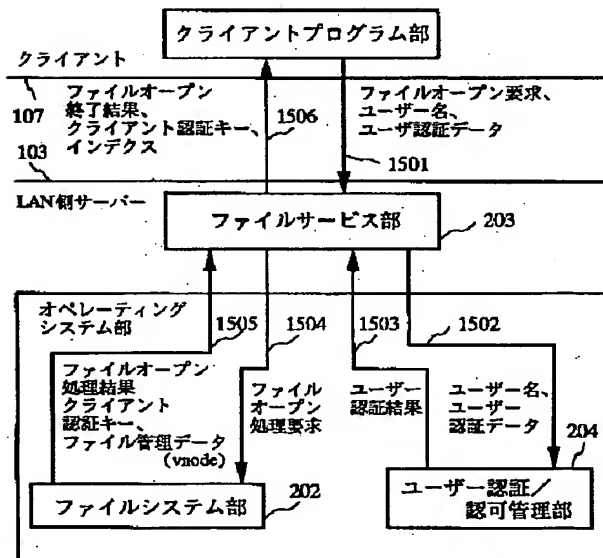 クライアントプログラム部
クライアント
107
ファイルオープン
終了結果、
クライアント認証キー、
インデクス
1506
ファイルオープン要求、
ユーザー名、
ユーザ認証データ
1501
103
LAN側サーバー
ファイルサービス部
203
オペレーティング
システム部
1505
1504
1503
1502
ファイルオープン
処理結果
クライアント
認証キー、
ファイル管理データ
(vnode)
ファイル
オープン
処理要求
ユーザー
認証結果
ユーザー名、
ユーザー
認証データ
204
ファイルシステム部
202
ユーザー認証/
認可管理部